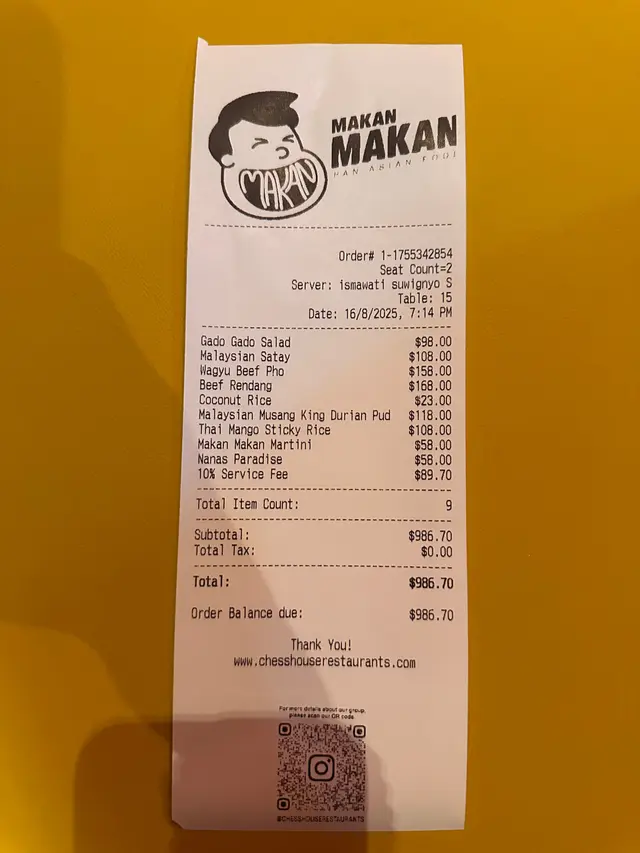 MAKAN
MAKAN
MAKAN
PAN ASIAN FOOD
Order# 1-1755342854
Seat Count=2
Server: ismawati suwignyo S
Table: 15
Date: 16/8/2025, 7:14 PM
Gado Gado Salad $98.00
Malaysian Satay $108.00
Wagyu Beef Pho $158.00
Beef Rendang $168.00
Coconut Rice $23.00
Malaysian Musang King Durian Pud $118.00
Thai Mango Sticky Rice $108.00
Makan Makan Martini $58.00
Nanas Paradise $58.00
10% Service Fee $89.70
Total Item Count: 9
Subtotal: $986.70
Total Tax: $0.00
Total: $986.70
Order Balance due: $986.70
Thank You!
www.chesshouserestaurants.com
For more details about our group,
please scan our QR code
@CHESSHOUSERESTAURANTS